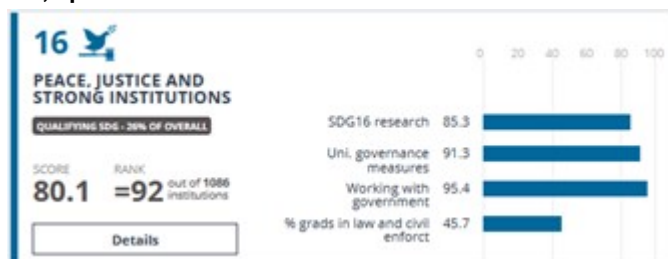 16
PEACE, JUSTICE AND
STRONG INSTITUTIONS
QUALIFYING SDG - 26% OF OVERALL
SCORE
80.1
RANK
=92 out of 1086
institutions
Details
0 20 40 60 80 100
SDG16 research 85.3
Uni. governance 91.3
measures
Working with 95.4
government
% grads in law and civil 45.7
enforct